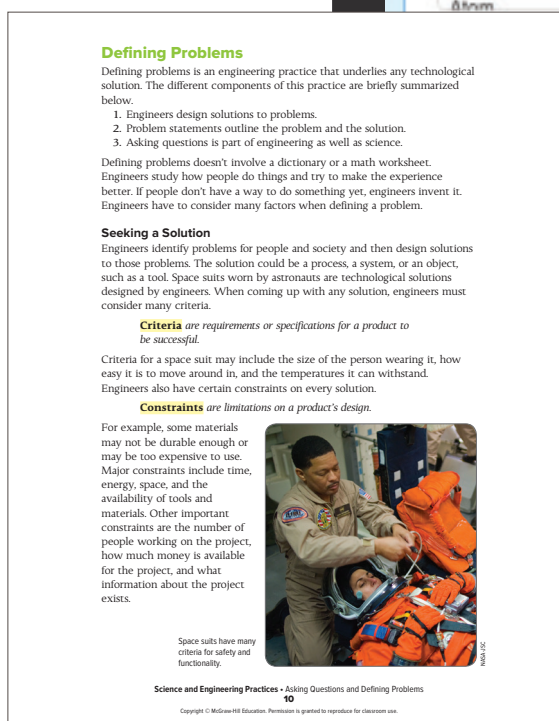 Atom
Defining Problems
Defining problems is an engineering practice that underlies any technological
solution. The different components of this practice are briefly summarized
below.
1. Engineers design solutions to problems.
2. Problem statements outline the problem and the solution.
3. Asking questions is part of engineering as well as science.
Defining problems doesn't involve a dictionary or a math worksheet.
Engineers study how people do things and try to make the experience
better. If people don't have a way to do something yet, engineers invent it.
Engineers have to consider many factors when defining a problem.
Seeking a Solution
Engineers identify problems for people and society and then design solutions
to those problems. The solution could be a process, a system, or an object,
such as a tool. Space suits worn by astronauts are technological solutions
designed by engineers. When coming up with any solution, engineers must
consider many criteria.
Criteria are requirements or specifications for a product to
be successful.
Criteria for a space suit may include the size of the person wearing it, how
easy it is to move around in, and the temperatures it can withstand.
Engineers also have certain constraints on every solution.
Constraints are limitations on a product's design.
For example, some materials
may not be durable enough or
may be too expensive to use.
Major constraints include time,
energy, space, and the
availability of tools and
materials. Other important
constraints are the number of
people working on the project,
how much money is available
for the project, and what
information about the project
exists.
Space suits have many
criteria for safety and
functionality.
NASA-JSC
Science and Engineering Practices • Asking Questions and Defining Problems
10
Copyright © McGraw-Hill Education. Permission is granted to reproduce for classroom use.